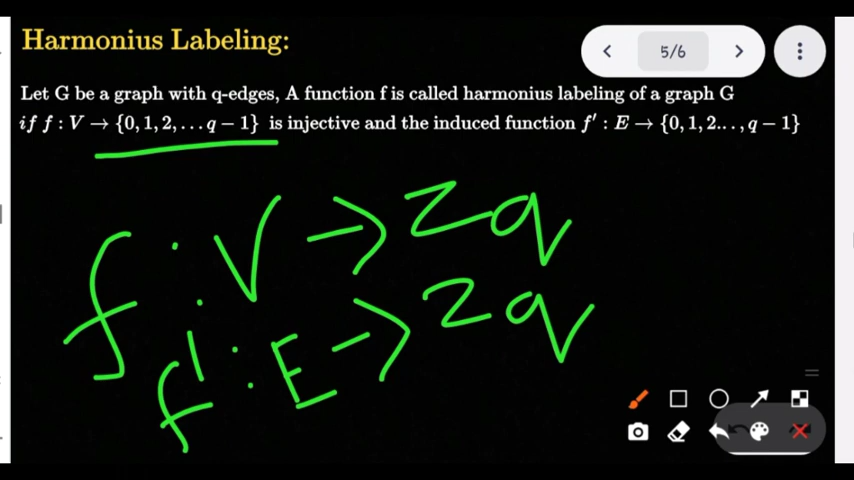 Harmonius Labeling:
5/6
Let G be a graph with q-edges, A function f is called harmonius labeling of a graph G
if f : V → {0, 1, 2, . . . q − 1} is injective and the induced function f′ : E → {0, 1, 2. . . , q − 1}
f : V → Zq
f′ : E → Zq